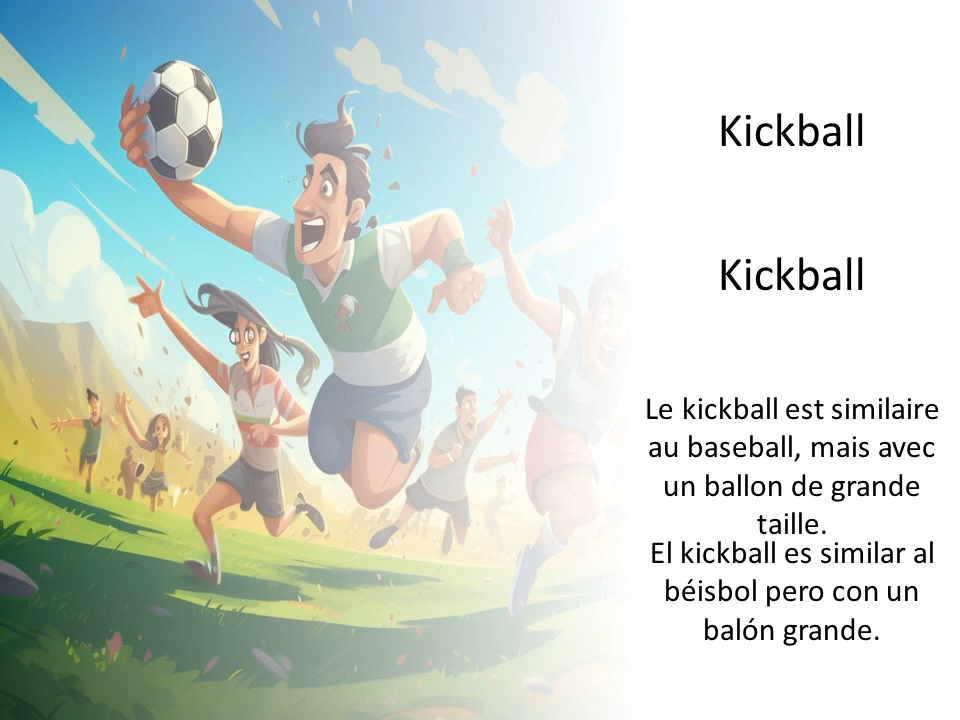 Kickball
Kickball
Le kickball est similaire
au baseball, mais avec
un ballon de grande
taille.
El kickball es similar al
béisbol pero con un
balón grande.